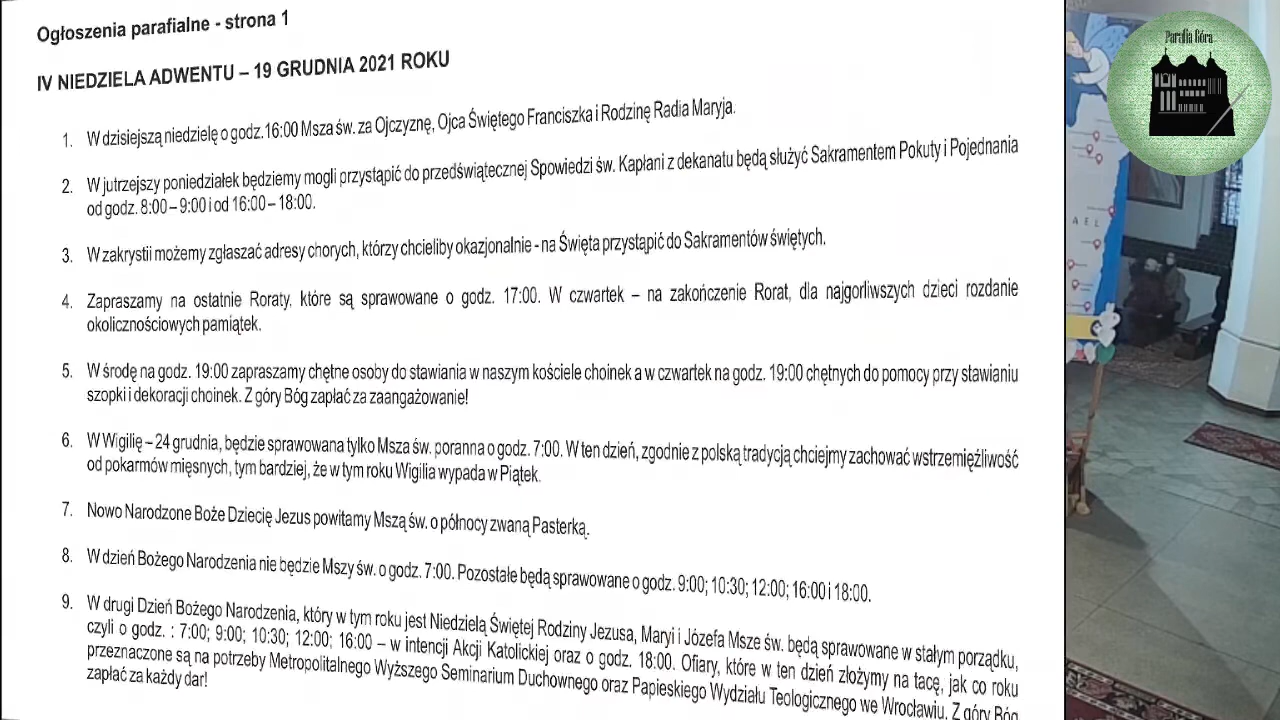 Ogłoszenia parafialne - strona 1
IV NIEDZIELA ADWENTU – 19 GRUDNIA 2021 ROKU
1. W dzisiejszą niedzielę o godz.16:00 Msza św. za Ojczyznę, Ojca Świętego Franciszka i Rodzinę Radia Maryja.
2. W jutrzejszy poniedziałek będziemy mogli przystąpić do przedświątecznej Spowiedzi św. Kapłani z dekanatu będą służyć Sakramentem Pokuty i Pojednania
od godz. 8:00 – 9:00 i od 16:00 – 18:00.
3. W zakrystii możemy zgłaszać adresy chorych, którzy chcieliby okazjonalnie - na Święta przystąpić do Sakramentów świętych.
4. Zapraszamy na ostatnie Roraty, które są sprawowane o godz. 17:00. W czwartek – na zakończenie Rorat, dla najgorliwszych dzieci rozdanie
okolicznościowych pamiątek.
5. W środę na godz. 19:00 zapraszamy chętne osoby do stawiania w naszym kościele choinek a w czwartek na godz. 19:00 chętnych do pomocy przy stawianiu
szopki i dekoracji choinek. Z góry Bóg zapłać za zaangażowanie!
6. W Wigilię – 24 grudnia, będzie sprawowana tylko Msza św. poranna o godz. 7:00. W ten dzień, zgodnie z polską tradycją chciejmy zachować wstrzemięźliwość
od pokarmów mięsnych, tym bardziej, że w tym roku Wigilia wypada w Piątek.
7. Nowo Narodzone Boże Dziecię Jezus powitamy Mszą św. o północy zwaną Pasterką.
8. W dzień Bożego Narodzenia nie będzie Mszy św. o godz. 7:00. Pozostałe będą sprawowane o godz. 9:00; 10:30; 12:00; 16:00 i 18:00.
9. W drugi Dzień Bożego Narodzenia, który w tym roku jest Niedzielą Świętej Rodziny Jezusa, Maryi i Józefa Msze św. będą sprawowane w stałym porządku,
czyli o godz. : 7:00; 9:00; 10:30; 12:00; 16:00 – w intencji Akcji Katolickiej oraz o godz. 18:00. Ofiary, które w ten dzień złożymy na tacę, jak co roku
przeznaczone są na potrzeby Metropolitalnego Wyższego Seminarium Duchownego oraz Papieskiego Wydziału Teologicznego we Wrocławiu. Z góry Bóg
zapłać za każdy dar!
Parafia Góra
A E L